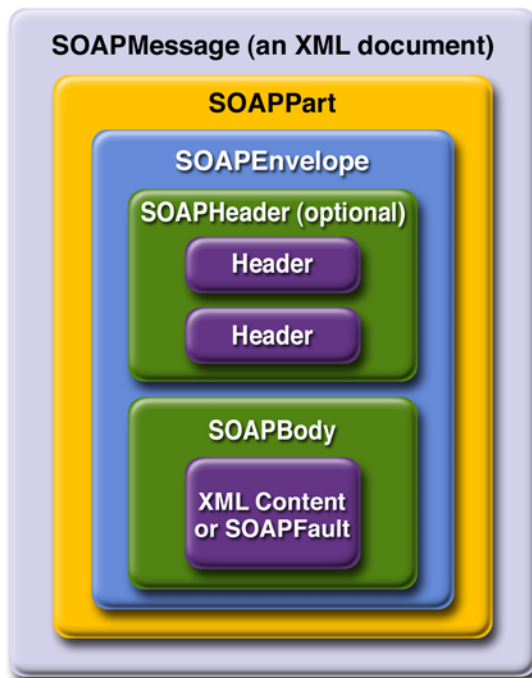 SOAPMessage (an XML document)
SOAPPart
SOAPEnvelope
SOAPHeader (optional)
Header
Header
SOAPBody
XML Content
or SOAPFault